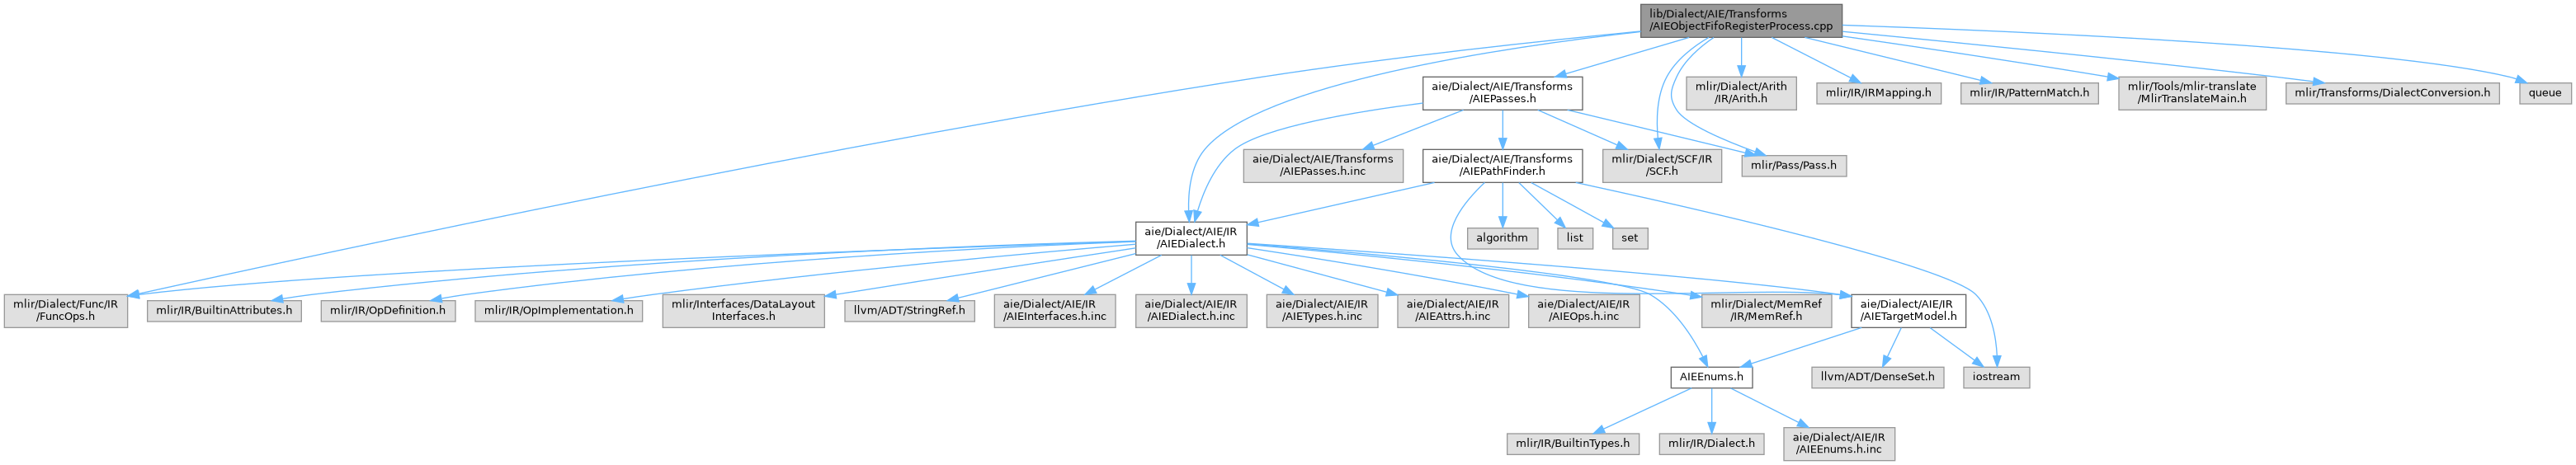 lib/Dialect/AIE/Transforms
/AIEObjectFifoRegisterProcess.cpp
aie/Dialect/AIE/Transforms
/AIEPasses.h
mlir/Dialect/Arith
/IR/Arith.h
mlir/IR/IRMapping.h
mlir/IR/PatternMatch.h
mlir/Tools/mlir-translate
/MlirTranslateMain.h
mlir/Transforms/DialectConversion.h
queue
aie/Dialect/AIE/Transforms
/AIEPasses.h.inc
aie/Dialect/AIE/Transforms
/AIEPathFinder.h
mlir/Dialect/SCF/IR
/SCF.h
mlir/Pass/Pass.h
aie/Dialect/AIE/IR
/AIEDialect.h
algorithm
list
set
mlir/Dialect/Func/IR
/FuncOps.h
mlir/IR/BuiltinAttributes.h
mlir/IR/OpDefinition.h
mlir/IR/OpImplementation.h
mlir/Interfaces/DataLayout
Interfaces.h
llvm/ADT/StringRef.h
aie/Dialect/AIE/IR
/AIEInterfaces.h.inc
aie/Dialect/AIE/IR
/AIEDialect.h.inc
aie/Dialect/AIE/IR
/AIETypes.h.inc
aie/Dialect/AIE/IR
/AIEAttrs.h.inc
aie/Dialect/AIE/IR
/AIEOps.h.inc
mlir/Dialect/MemRef
/IR/MemRef.h
aie/Dialect/AIE/IR
/AIETargetModel.h
AIEEnums.h
llvm/ADT/DenseSet.h
iostream
mlir/IR/BuiltinTypes.h
mlir/IR/Dialect.h
aie/Dialect/AIE/IR
/AIEEnums.h.inc